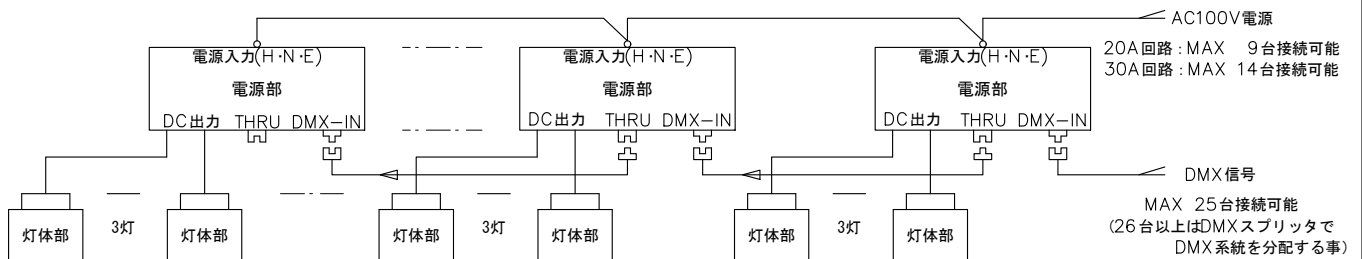 AC100V電源
20A回路：MAX 9台接続可能
30A回路：MAX 14台接続可能
電源入力(H・N・E)
電源部
DC出力 THRU DMX－IN
電源入力(H・N・E)
電源部
DC出力 THRU DMX－IN
電源入力(H・N・E)
電源部
DC出力 THRU DMX－IN
DMX信号
MAX 25台接続可能
(26台以上はDMXスプリッタで
DMX系統を分配する事)
灯体部 3灯 灯体部
灯体部 3灯 灯体部
灯体部 3灯 灯体部